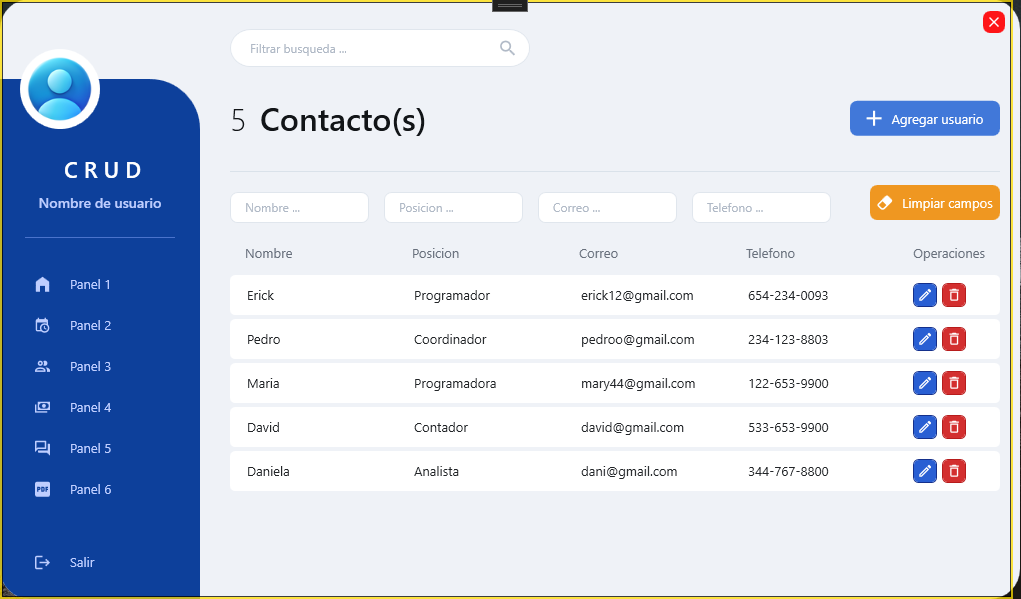 Filtrar busqueda ...
5 Contacto(s)
Agregar usuario
CRUD
Nombre de usuario
Panel 1
Panel 2
Panel 3
Panel 4
Panel 5
PDF Panel 6
Salir
Nombre ... Posicion ... Correo ... Telefono ... Limpiar campos
Nombre Posicion Correo Telefono Operaciones
Erick Programador erick12@gmail.com 654-234-0093
Pedro Coordinador pedroo@gmail.com 234-123-8803
Maria Programadora mary44@gmail.com 122-653-9900
David Contador david@gmail.com 533-653-9900
Daniela Analista dani@gmail.com 344-767-8800